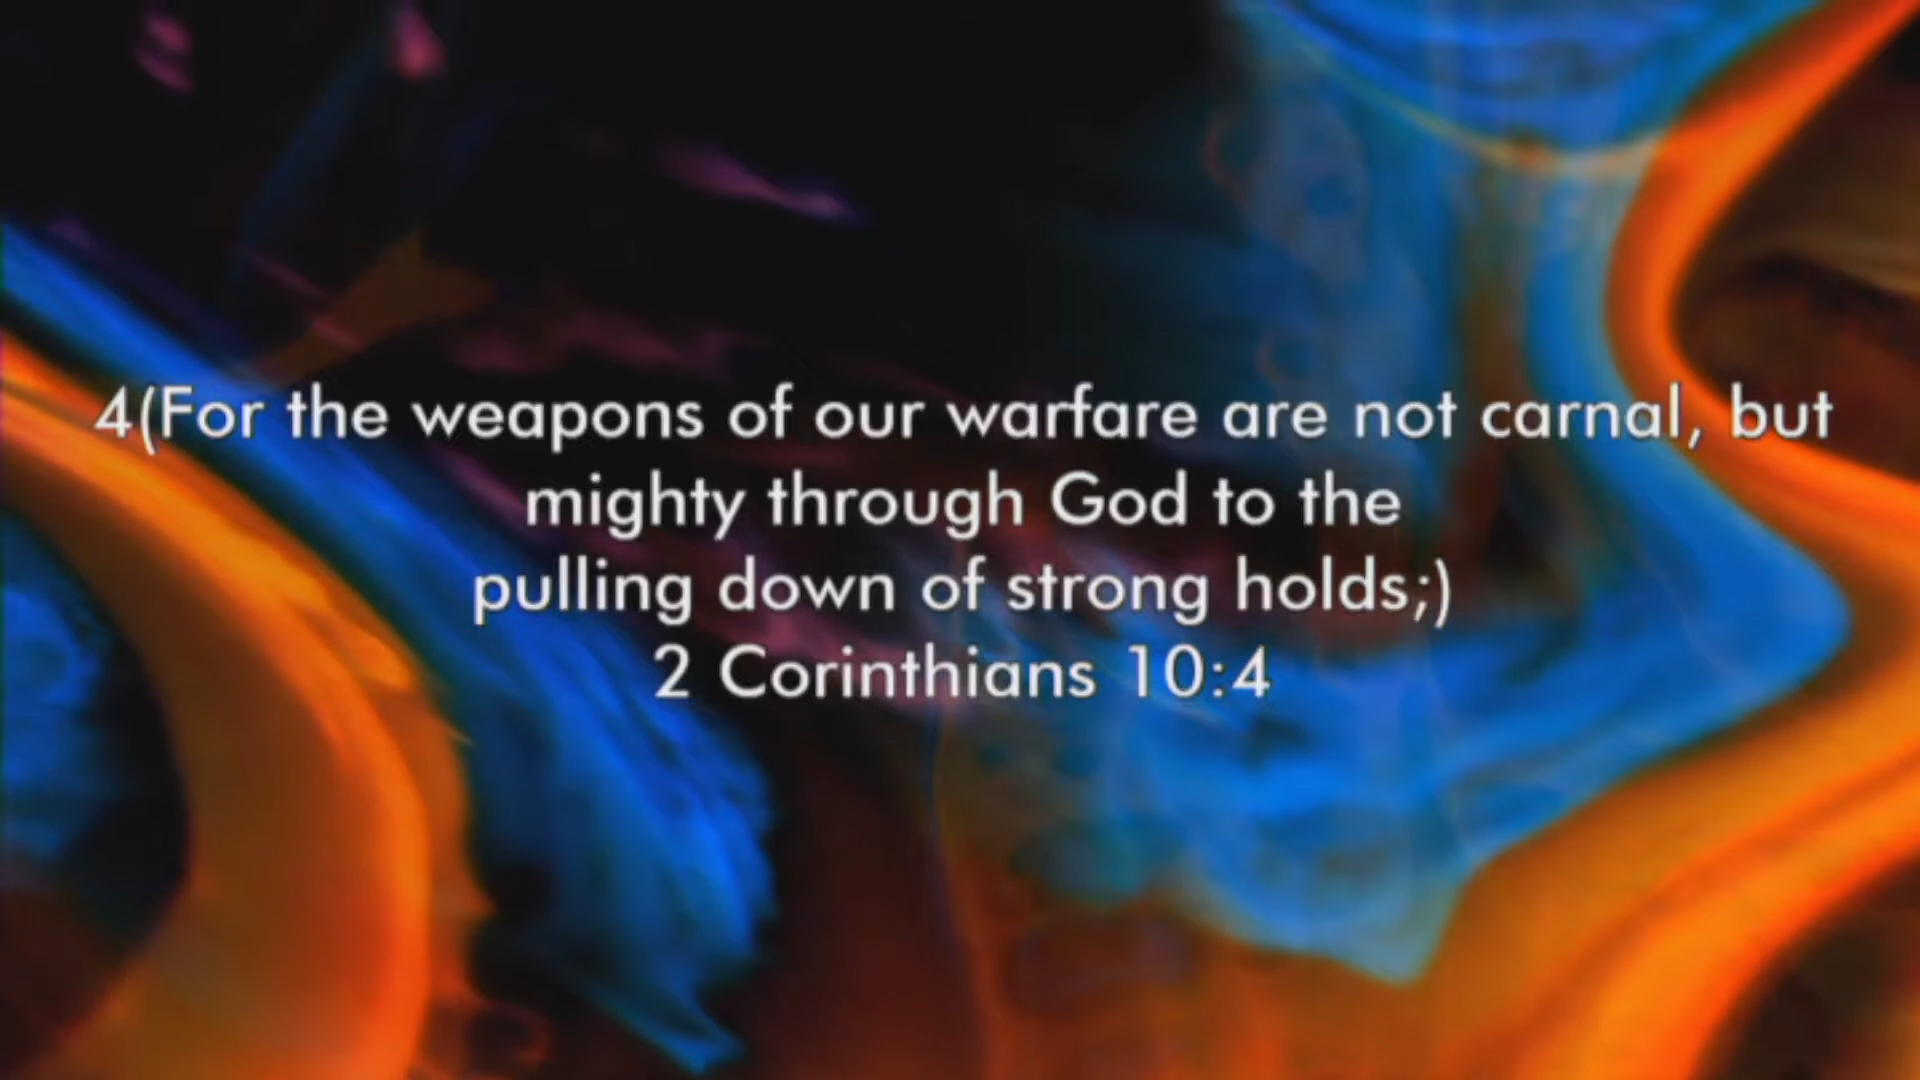 4(For the weapons of our warfare are not carnal, but
mighty through God to the
pulling down of strong holds;)
2 Corinthians 10:4